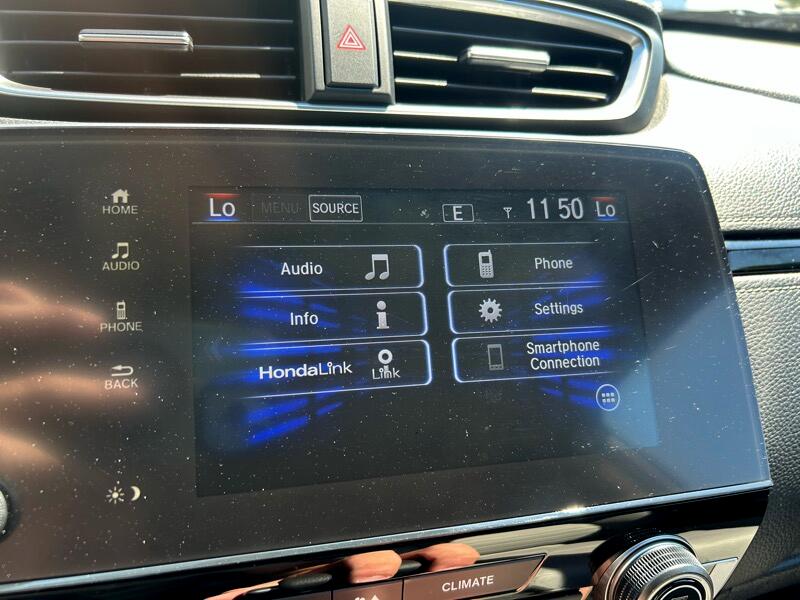 Lo MENU SOURCE E 11 50 Lo
HOME
AUDIO
PHONE
BACK
Audio
Phone
Info
Settings
HondaLink
Link
Smartphone
Connection
CLIMATE